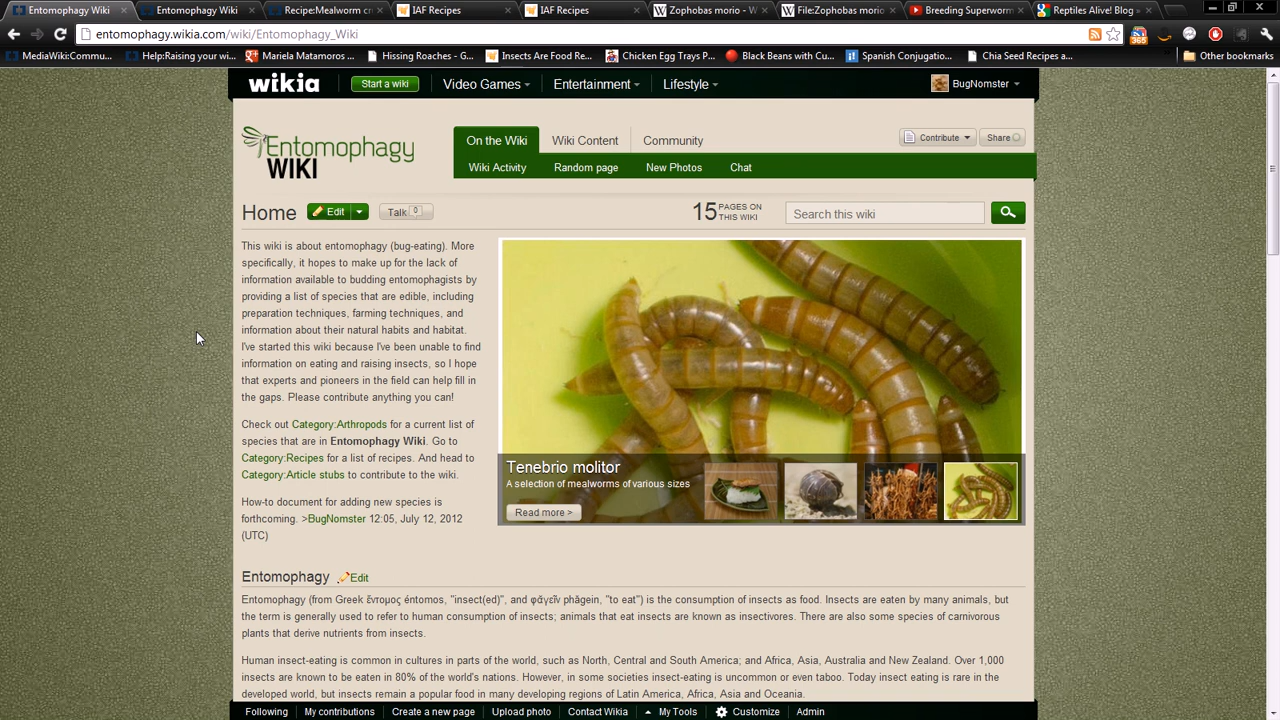 Entomophagy Wiki
Entomophagy Wiki
Recipe:Mealworm cr
IAF Recipes
IAF Recipes
Zophobas morio - W
File:Zophobas morio
Breeding Superworm
Reptiles Alive! Blog »
entomophagy.wikia.com/wiki/Entomophagy_Wiki
365
MediaWiki:Commu...
Help:Raising your wi...
Mariela Matamoros ...
Hissing Roaches - G...
Insects Are Food Re...
Chicken Egg Trays P...
Black Beans with Cu...
Spanish Conjugatio...
Chia Seed Recipes a...
Other bookmarks
wikia
Start a wiki
Video Games
Entertainment
Lifestyle
BugNomster
Entomophagy
WIKI
On the Wiki
Wiki Content
Community
Contribute
Share
Wiki Activity
Random page
New Photos
Chat
Home
Edit
Talk 0
15 PAGES ON
THIS WIKI
Search this wiki
This wiki is about entomophagy (bug-eating). More
specifically, it hopes to make up for the lack of
information available to budding entomophagists by
providing a list of species that are edible, including
preparation techniques, farming techniques, and
information about their natural habits and habitat.
I've started this wiki because I've been unable to find
information on eating and raising insects, so I hope
that experts and pioneers in the field can help fill in
the gaps. Please contribute anything you can!
Check out Category:Arthropods for a current list of
species that are in Entomophagy Wiki. Go to
Category:Recipes for a list of recipes. And head to
Category:Article stubs to contribute to the wiki.
How-to document for adding new species is
forthcoming. >BugNomster 12:05, July 12, 2012
(UTC)
Tenebrio molitor
A selection of mealworms of various sizes
Read more >
Entomophagy
Edit
Entomophagy (from Greek ἔντομος éntomos, "insect(ed)", and φᾰγεῖν phăgein, "to eat") is the consumption of insects as food. Insects are eaten by many animals, but
the term is generally used to refer to human consumption of insects; animals that eat insects are known as insectivores. There are also some species of carnivorous
plants that derive nutrients from insects.
Human insect-eating is common in cultures in parts of the world, such as North, Central and South America; and Africa, Asia, Australia and New Zealand. Over 1,000
insects are known to be eaten in 80% of the world's nations. However, in some societies insect-eating is uncommon or even taboo. Today insect eating is rare in the
developed world, but insects remain a popular food in many developing regions of Latin America, Africa, Asia and Oceania.
Following
My contributions
Create a new page
Upload photo
Contact Wikia
My Tools
Customize
Admin